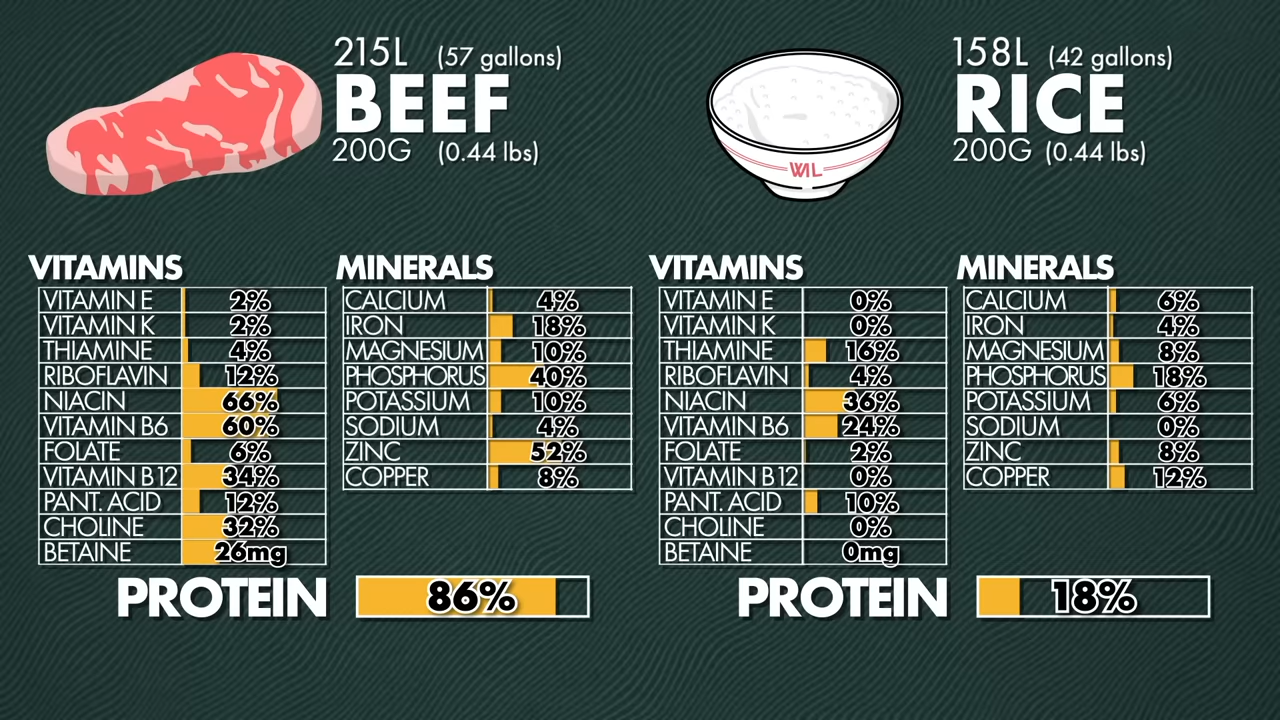 215L (57 gallons)
BEEF
200G (0.44 lbs)
158L (42 gallons)
RICE
200G (0.44 lbs)
WIL
VITAMINS
VITAMIN E 2%
VITAMIN K 2%
THIAMINE 4%
RIBOFLAVIN 12%
NIACIN 66%
VITAMIN B6 60%
FOLATE 6%
VITAMIN B12 34%
PANT. ACID 12%
CHOLINE 32%
BETAINE 26mg
MINERALS
CALCIUM 4%
IRON 18%
MAGNESIUM 10%
PHOSPHORUS 40%
POTASSIUM 10%
SODIUM 4%
ZINC 52%
COPPER 8%
PROTEIN 86%
VITAMINS
VITAMIN E 0%
VITAMIN K 0%
THIAMINE 16%
RIBOFLAVIN 4%
NIACIN 36%
VITAMIN B6 24%
FOLATE 2%
VITAMIN B12 0%
PANT. ACID 10%
CHOLINE 0%
BETAINE 0mg
MINERALS
CALCIUM 6%
IRON 4%
MAGNESIUM 8%
PHOSPHORUS 18%
POTASSIUM 6%
SODIUM 0%
ZINC 8%
COPPER 12%
PROTEIN 18%